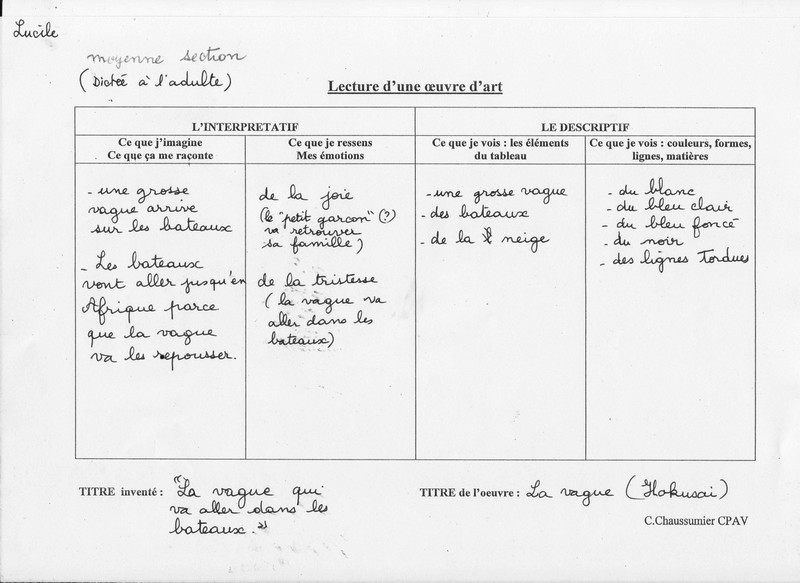 Lucile
moyenne section
(Dictée à l'adulte)
Lecture d'une œuvre d'art
L'INTERPRETATIF
LE DESCRIPTIF
Ce que j'imagine
Ce que ça me raconte
Ce que je ressens
Mes émotions
Ce que je vois : les éléments
du tableau
Ce que je vois : couleurs, formes,
lignes, matières
- une grosse
vague arrive
sur les bateaux
- Les bateaux
vont aller jusqu'en
Afrique parce
que la vague
va les repousser.
de la joie
(le "petit garçon" (?)
va retrouver
sa famille)
de la tristesse
(la vague va
aller dans les
bateaux)
- une grosse vague
- des bateaux
- de la neige
- du blanc
- du bleu clair
- du bleu foncé
- du noir
- des lignes tordues
TITRE inventé : "La vague qui
va aller dans les
bateaux."
TITRE de l'oeuvre : La vague (Hokusai)
C.Chaussumier CPAV